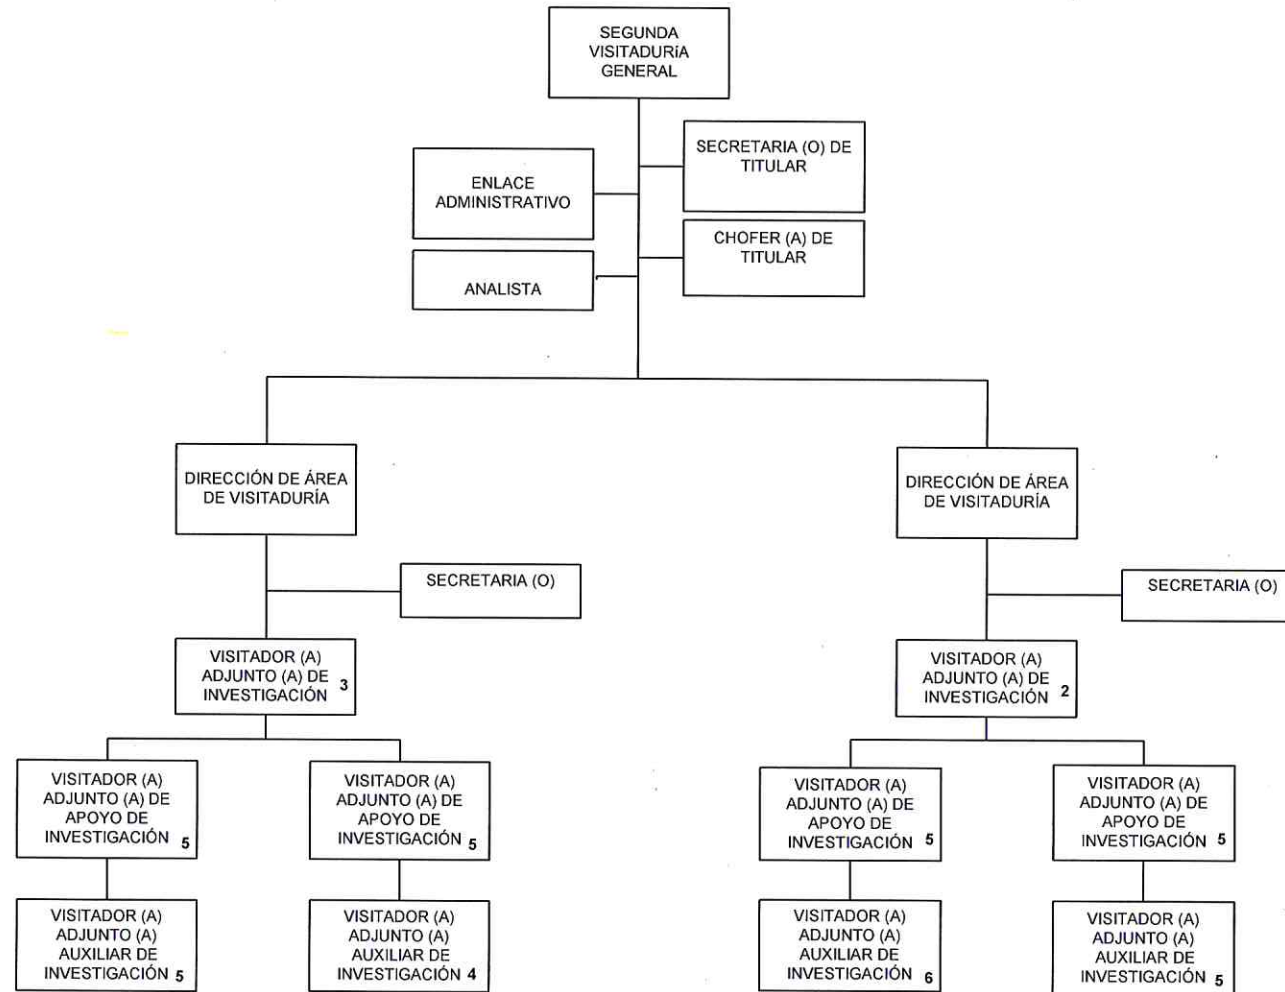 SEGUNDA
VISITADURÍA
GENERAL
SECRETARIA (O) DE
TITULAR
ENLACE
ADMINISTRATIVO
CHOFER (A) DE
TITULAR
ANALISTA
DIRECCIÓN DE ÁREA
DE VISITADURÍA
DIRECCIÓN DE ÁREA
DE VISITADURÍA
SECRETARIA (O)
SECRETARIA (O)
VISITADOR (A)
ADJUNTO (A) DE
INVESTIGACIÓN 3
VISITADOR (A)
ADJUNTO (A) DE
INVESTIGACIÓN 2
VISITADOR (A)
ADJUNTO (A) DE
APOYO DE
INVESTIGACIÓN 5
VISITADOR (A)
ADJUNTO (A) DE
APOYO DE
INVESTIGACIÓN 5
VISITADOR (A)
ADJUNTO (A) DE
APOYO DE
INVESTIGACIÓN 5
VISITADOR (A)
ADJUNTO (A) DE
APOYO DE
INVESTIGACIÓN 5
VISITADOR (A)
ADJUNTO (A)
AUXILIAR DE
INVESTIGACIÓN 5
VISITADOR (A)
ADJUNTO (A)
AUXILIAR DE
INVESTIGACIÓN 4
VISITADOR (A)
ADJUNTO (A)
AUXILIAR DE
INVESTIGACIÓN 6
VISITADOR (A)
ADJUNTO (A)
AUXILIAR DE
INVESTIGACIÓN 5